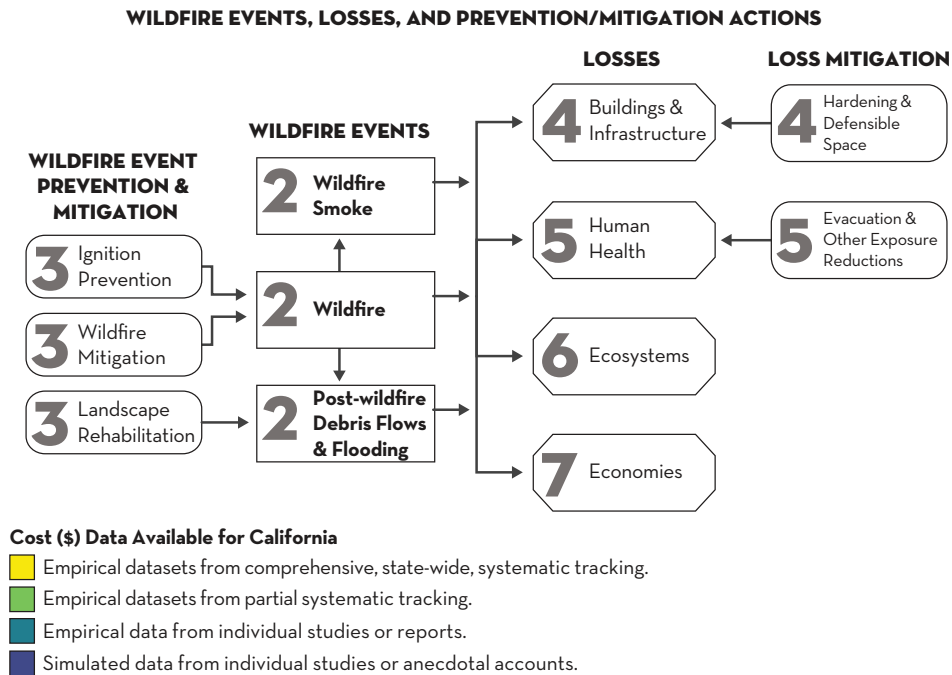 WILDFIRE EVENTS, LOSSES, AND PREVENTION/MITIGATION ACTIONS
WILDFIRE EVENT
PREVENTION &
MITIGATION
3 Ignition
Prevention
3 Wildfire
Mitigation
3 Landscape
Rehabilitation
WILDFIRE EVENTS
2 Wildfire
Smoke
2 Wildfire
2 Post-wildfire
Debris Flows
& Flooding
LOSSES
4 Buildings &
Infrastructure
5 Human
Health
6 Ecosystems
7 Economies
LOSS MITIGATION
4 Hardening &
Defensible
Space
5 Evacuation &
Other Exposure
Reductions
Cost ($) Data Available for California
Empirical datasets from comprehensive, state-wide, systematic tracking.
Empirical datasets from partial systematic tracking.
Empirical data from individual studies or reports.
Simulated data from individual studies or anecdotal accounts.